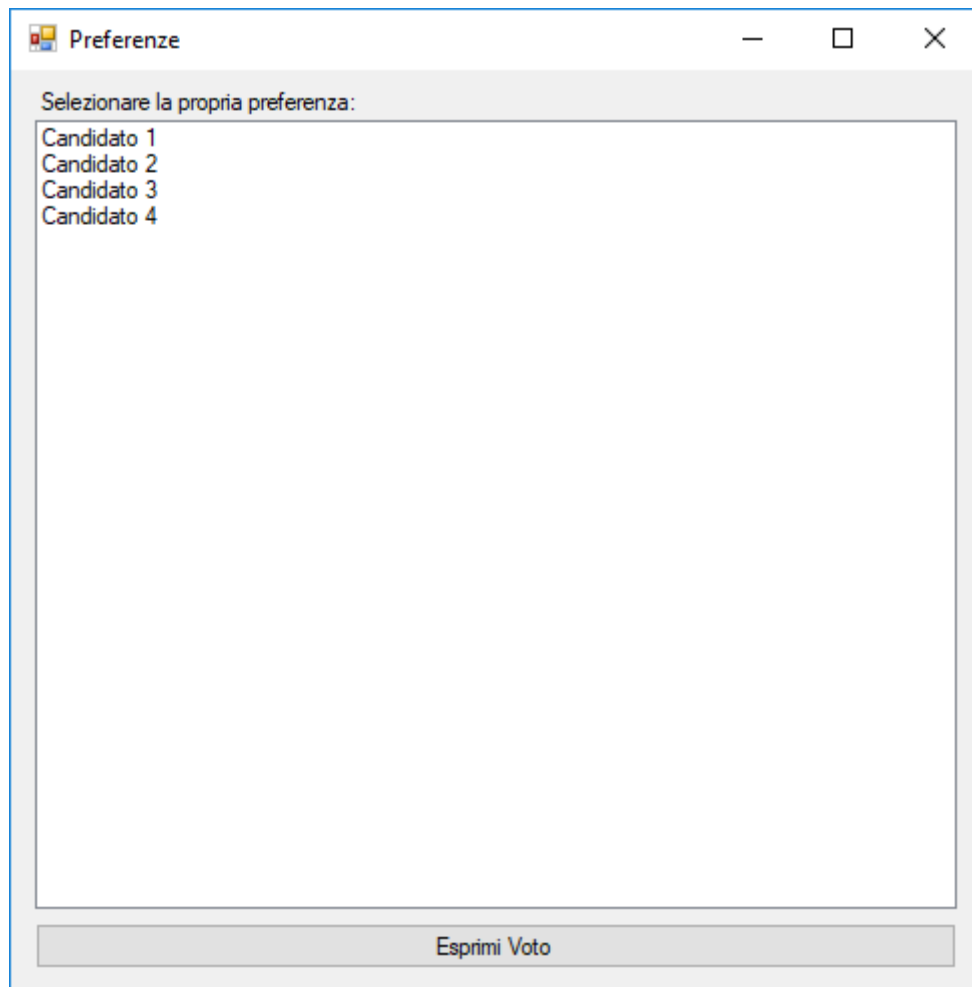 Preferenze
Selezionare la propria preferenza:
Candidato 1
Candidato 2
Candidato 3
Candidato 4
Esprimi Voto